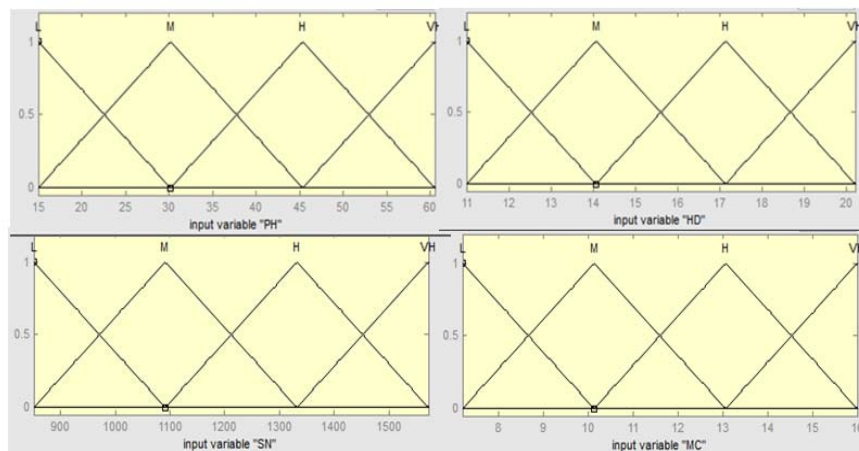 L M H VH
1
0.5
0
15 20 25 30 35 40 45 50 55 60
input variable "PH"
L M H VH
1
0.5
0
11 12 13 14 15 16 17 18 19 20
input variable "HD"
L M H VH
1
0.5
0
900 1000 1100 1200 1300 1400 1500
input variable "SN"
L M H VH
1
0.5
0
8 9 10 11 12 13 14 15 16
input variable "MC"